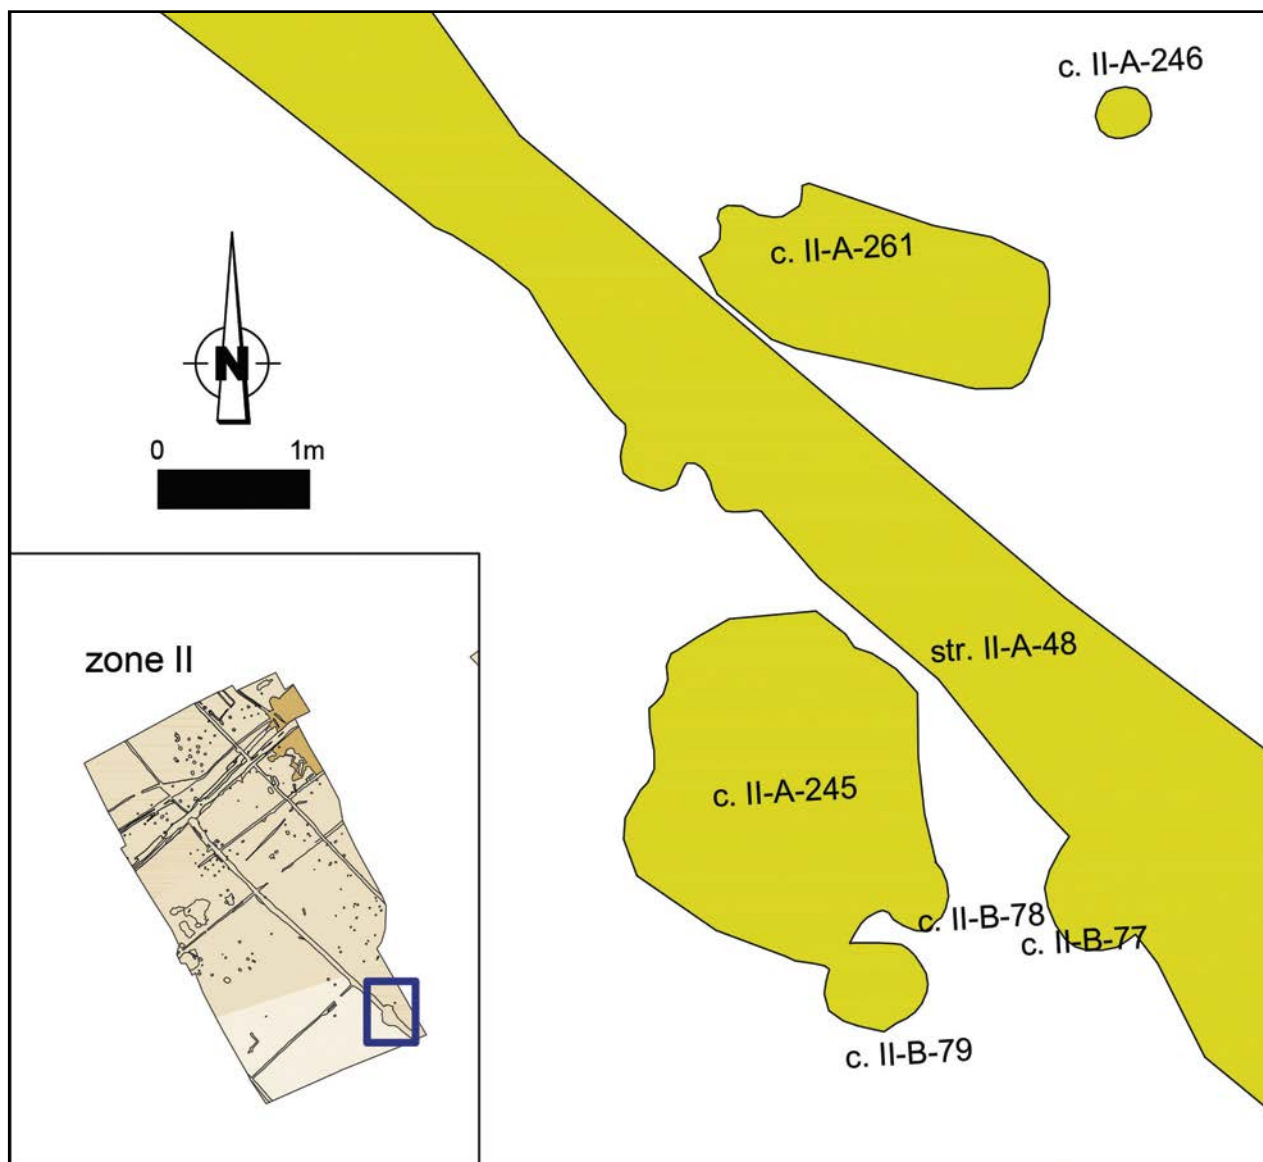 c. II-A-246
c. II-A-261
N
0 1m
zone II
str. II-A-48
c. II-A-245
c. II-B-78
c. II-B-77
c. II-B-79